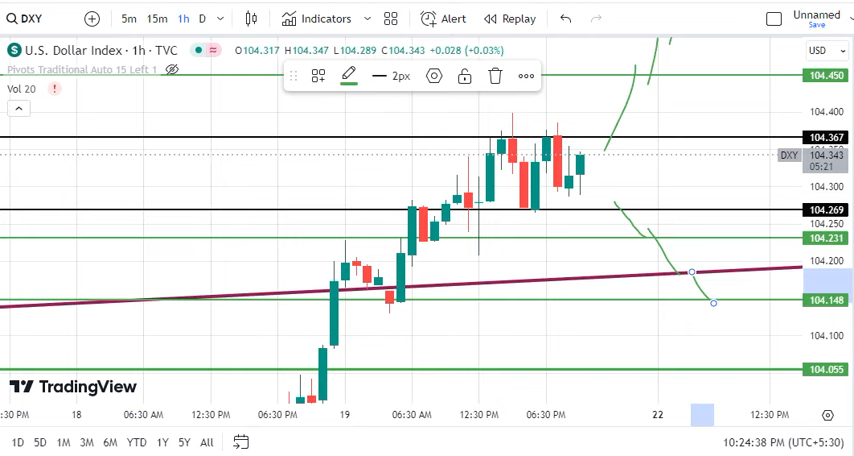 DXY 5m 15m 1h D Indicators Alert Replay Unnamed
Save
U.S. Dollar Index · 1h · TVC O104.317 H104.347 L104.289 C104.343 +0.028 (+0.03%) USD
Pivots Traditional Auto 15 Left 1
2px
104.450
Vol 20
104.400
104.367
DXY 104.343
05:21
104.300
104.269
104.231
104.200
104.148
104.100
104.055
TradingView
:30 PM 18 06:30 AM 12:30 PM 06:30 PM 19 06:30 AM 12:30 PM 06:30 PM 22 12:30 PM
1D 5D 1M 3M 6M YTD 1Y 5Y All 10:24:38 PM (UTC+5:30)